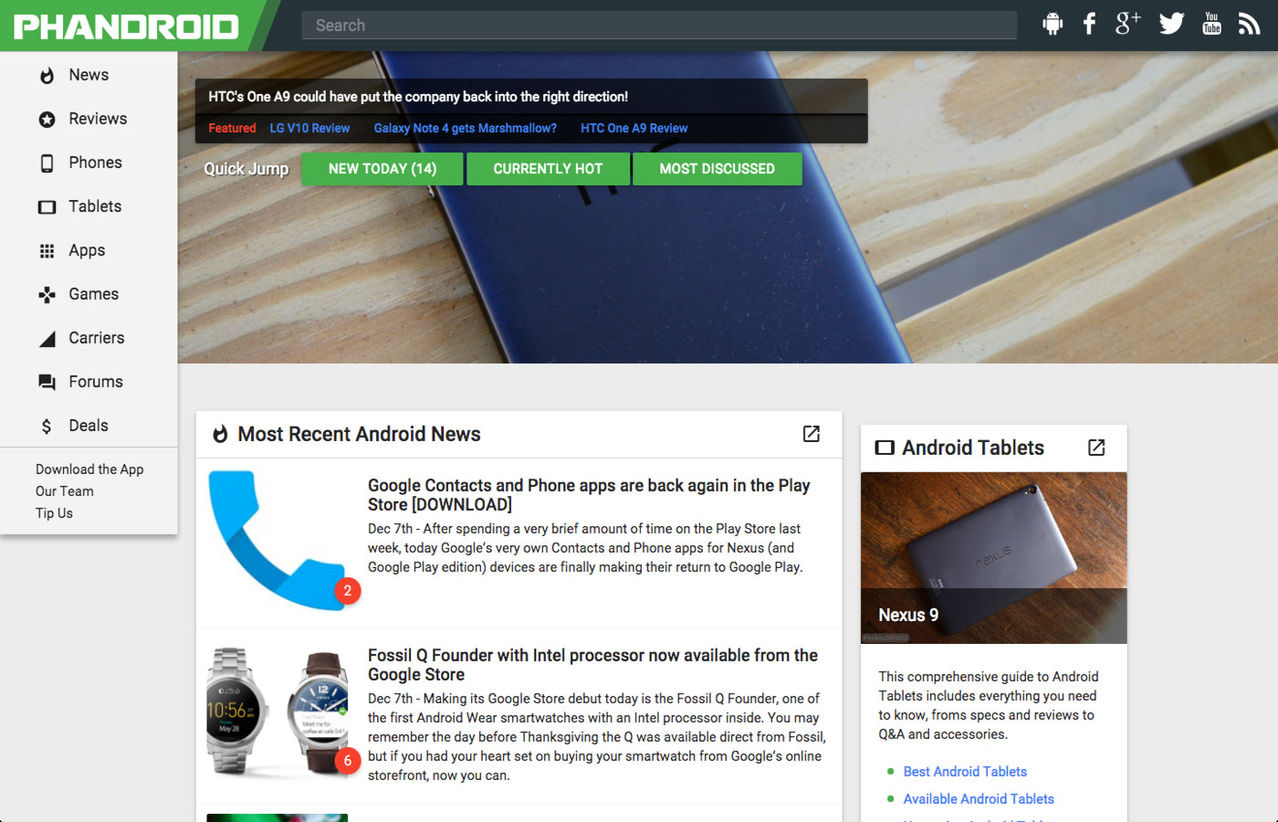 PHANDROID
Search
You
Tube
News
Reviews
Phones
Tablets
Apps
Games
Carriers
Forums
Deals
Download the App
Our Team
Tip Us
HTC's One A9 could have put the company back into the right direction!
Featured LG V10 Review Galaxy Note 4 gets Marshmallow? HTC One A9 Review
Quick Jump NEW TODAY (14) CURRENTLY HOT MOST DISCUSSED
Most Recent Android News
Google Contacts and Phone apps are back again in the Play
Store [DOWNLOAD]
Dec 7th - After spending a very brief amount of time on the Play Store last
week, today Google's very own Contacts and Phone apps for Nexus (and
Google Play edition) devices are finally making their return to Google Play.
2
Fossil Q Founder with Intel processor now available from the
Google Store
Dec 7th - Making its Google Store debut today is the Fossil Q Founder, one of
the first Android Wear smartwatches with an Intel processor inside. You may
remember the day before Thanksgiving the Q was available direct from Fossil,
but if you had your heart set on buying your smartwatch from Google's online
storefront, now you can.
10:56
May 28
Meet me for
coffee at cafe 54?
6
Android Tablets
nexus
Nexus 9
PHANDROID
This comprehensive guide to Android
Tablets includes everything you need
to know, froms specs and reviews to
Q&A and accessories.
Best Android Tablets
Available Android Tablets